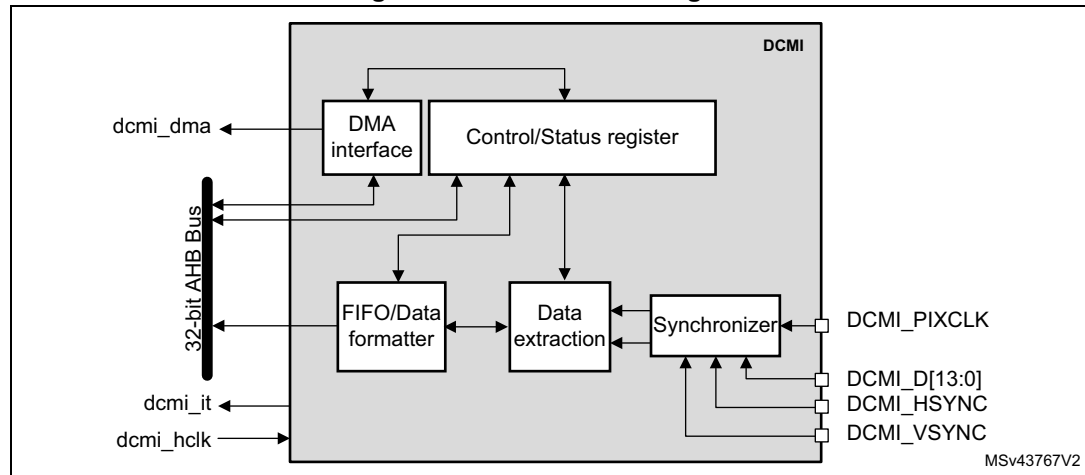 DCMI
dcmi_dma
DMA
interface
Control/Status register
32-bit AHB Bus
FIFO/Data
formatter
Data
extraction
Synchronizer
DCMI_PIXCLK
DCMI_D[13:0]
DCMI_HSYNC
DCMI_VSYNC
dcmi_it
dcmi_hclk
MSv43767V2